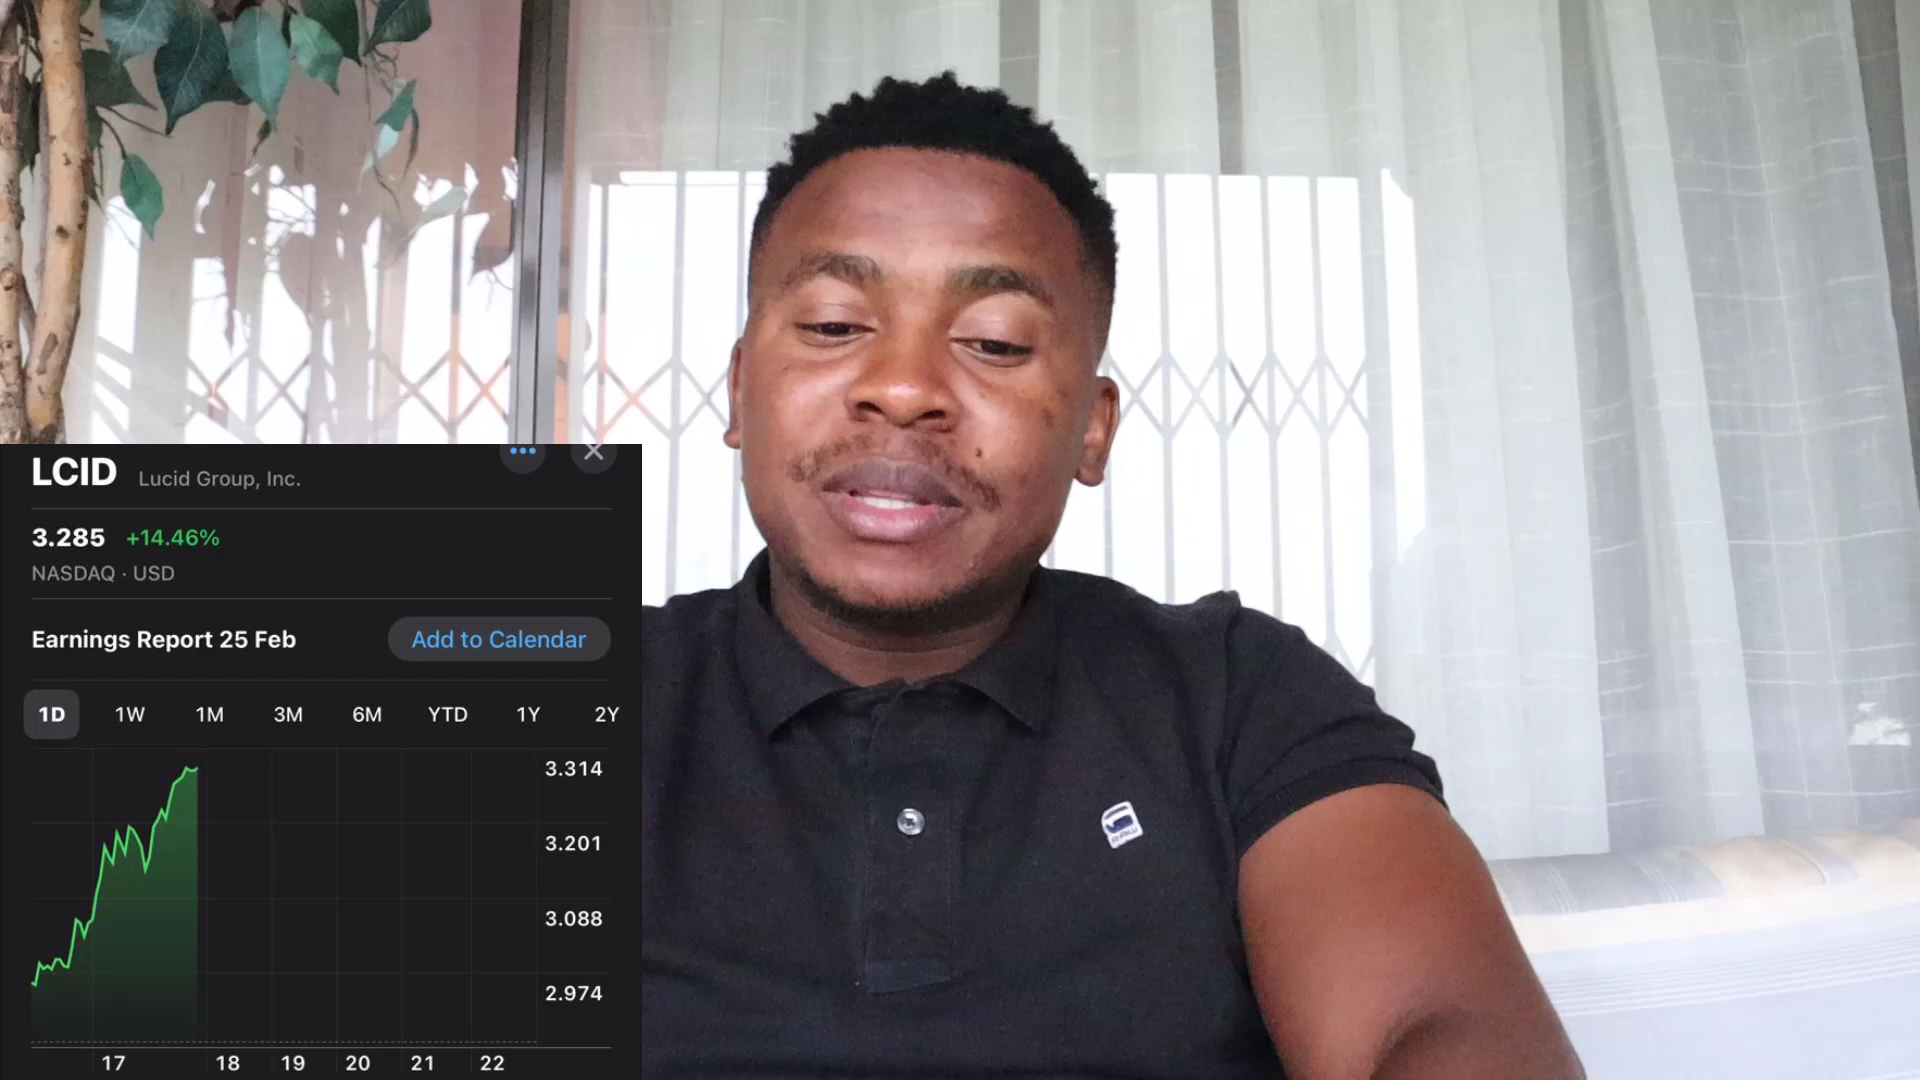 LCID Lucid Group, Inc.
3.285 +14.46%
NASDAQ · USD
Earnings Report 25 Feb Add to Calendar
1D 1W 1M 3M 6M YTD 1Y 2Y
3.314
3.201
3.088
2.974
17 18 19 20 21 22
RAW